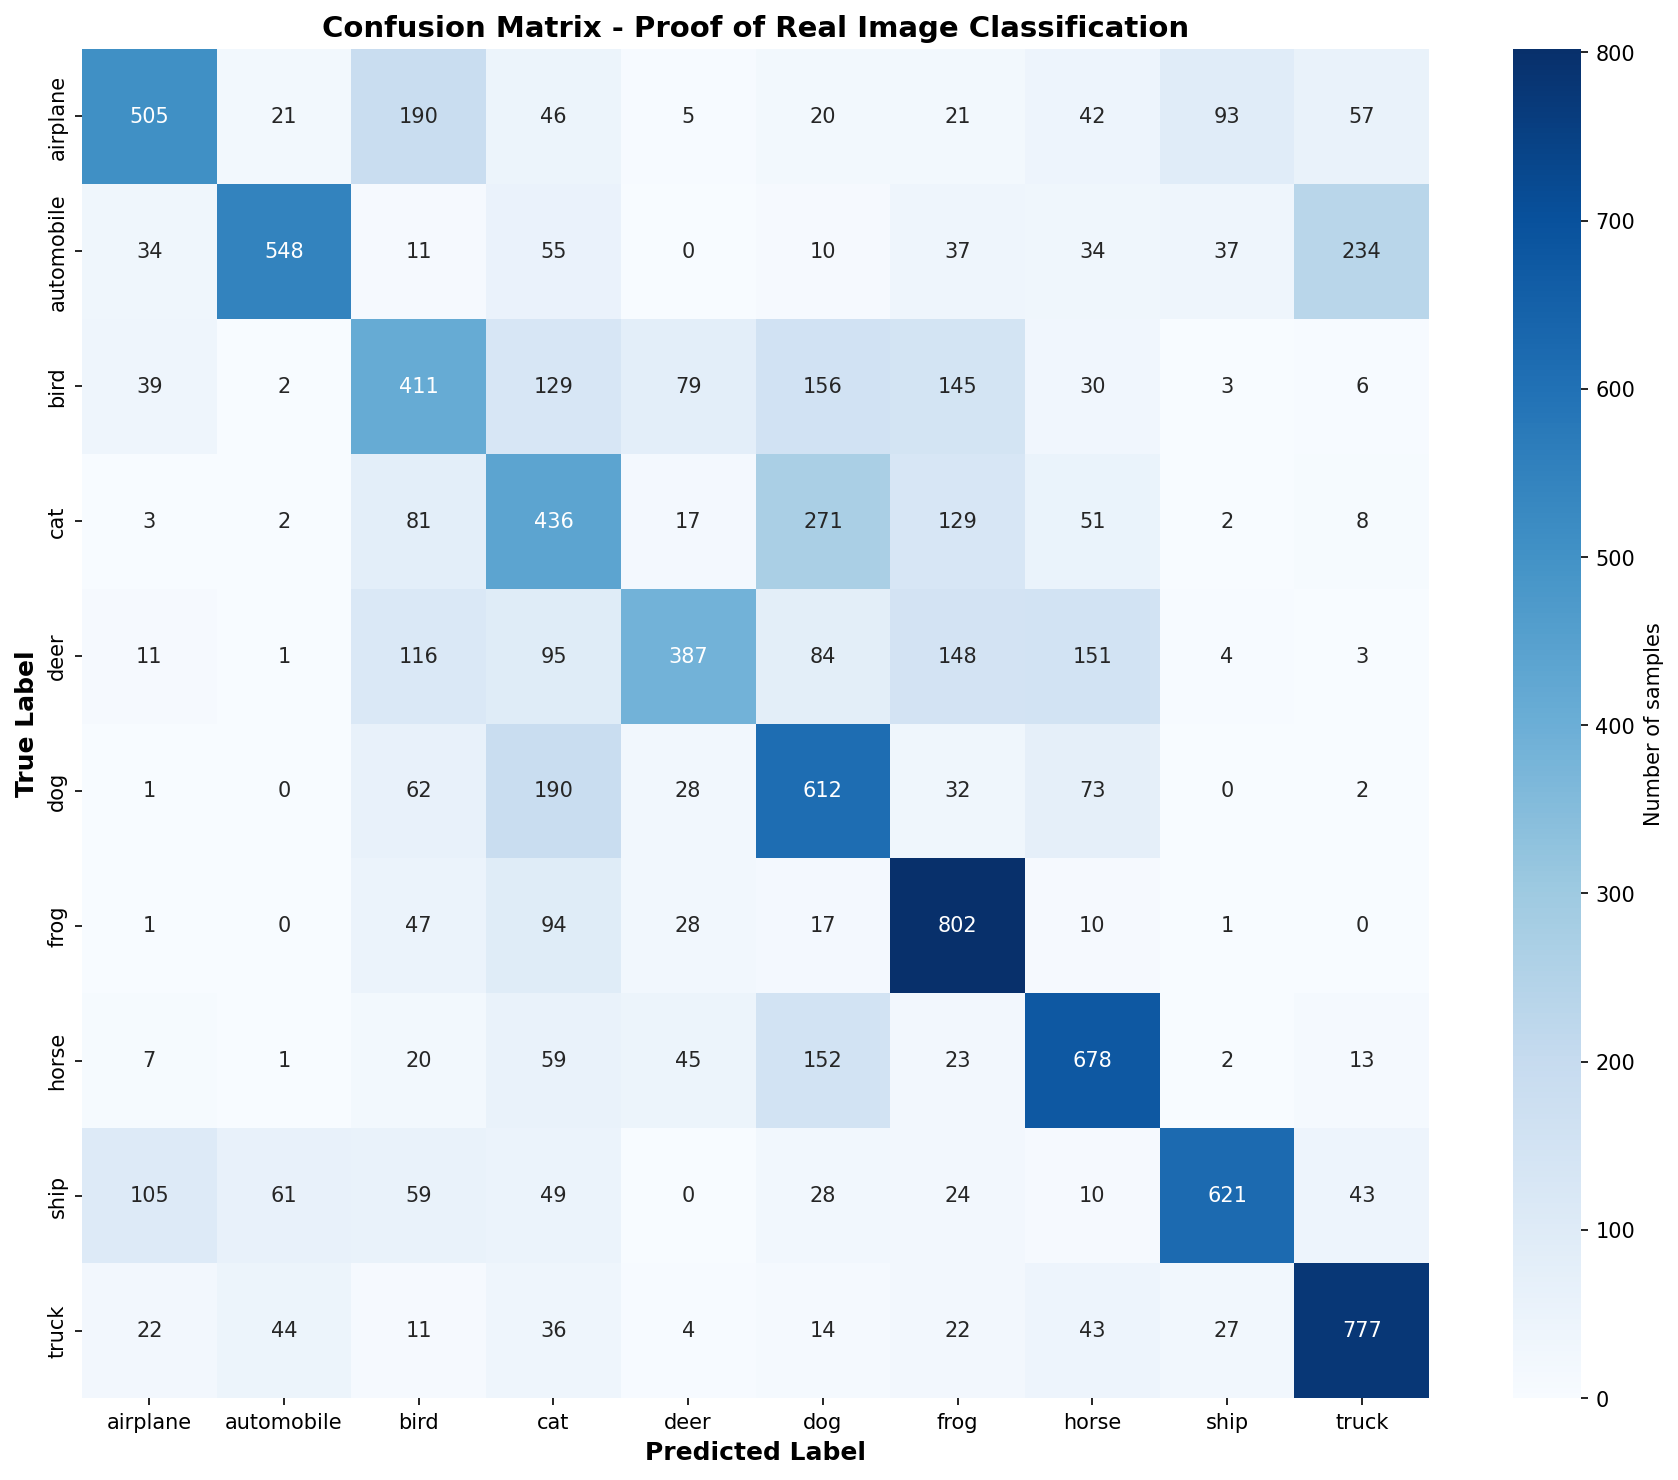 Confusion Matrix - Proof of Real Image Classification
airplane 505 21 190 46 5 20 21 42 93 57
automobile 34 548 11 55 0 10 37 34 37 234
bird 39 2 411 129 79 156 145 30 3 6
cat 3 2 81 436 17 271 129 51 2 8
deer 11 1 116 95 387 84 148 151 4 3
dog 1 0 62 190 28 612 32 73 0 2
frog 1 0 47 94 28 17 802 10 1 0
horse 7 1 20 59 45 152 23 678 2 13
ship 105 61 59 49 0 28 24 10 621 43
truck 22 44 11 36 4 14 22 43 27 777
airplane automobile bird cat deer dog frog horse ship truck
Predicted Label
True Label
800
700
600
500
400
300
200
100
0
Number of samples